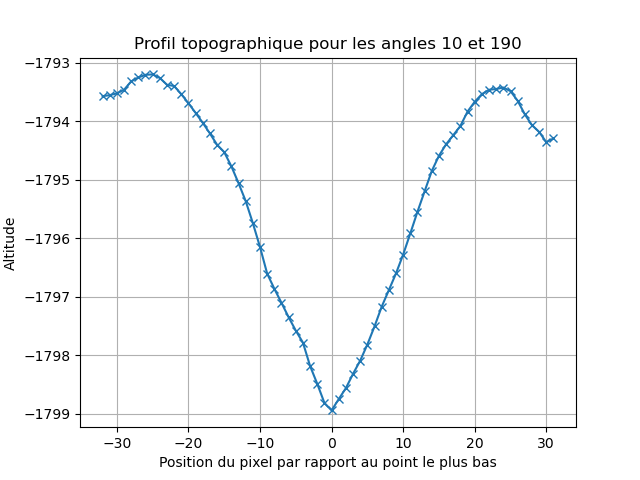 Profil topographique pour les angles 10 et 190
−1793
−1794
−1795
−1796
−1797
−1798
−1799
Altitude
−30 −20 −10 0 10 20 30
Position du pixel par rapport au point le plus bas